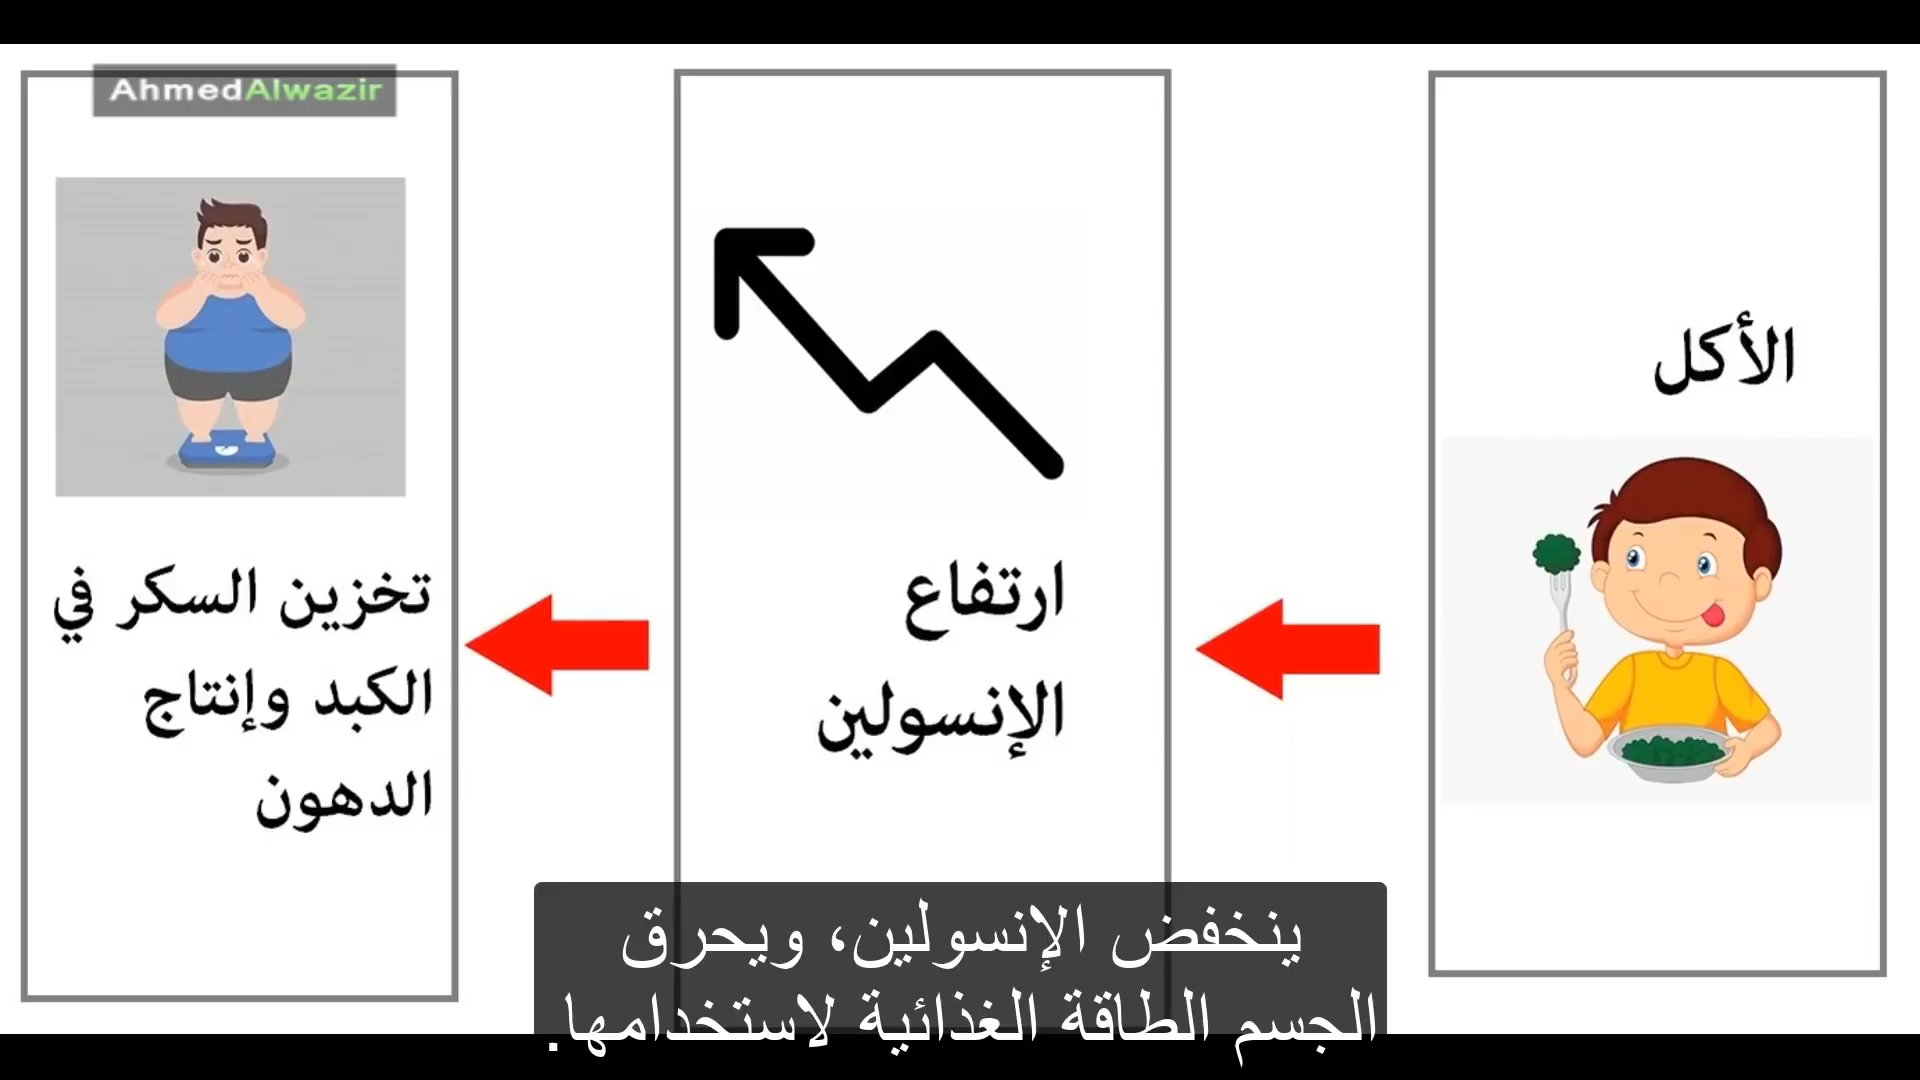 AhmedAlwazir
الأكل
ارتفاع
الإنسولين
تخزين السكر في
الكبد وإنتاج
الدهون
ينخفض الإنسولين، ويحرق
الجسم الطاقة الغذائية لاستخدامها.